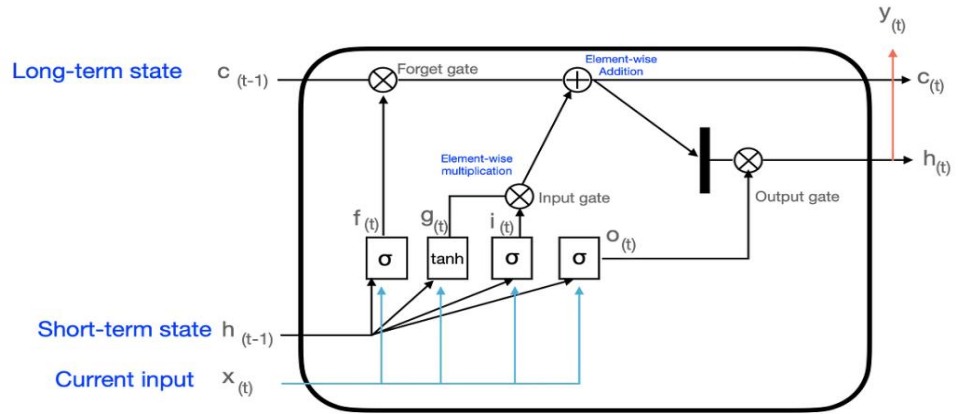 y(t)
Element-wise
Addition
Long-term state c (t-1) Forget gate c(t)
Element-wise
multiplication
h(t)
Input gate Output gate
f(t) g(t) i(t) o(t)
σ tanh σ σ
Short-term state h (t-1)
Current input x(t)